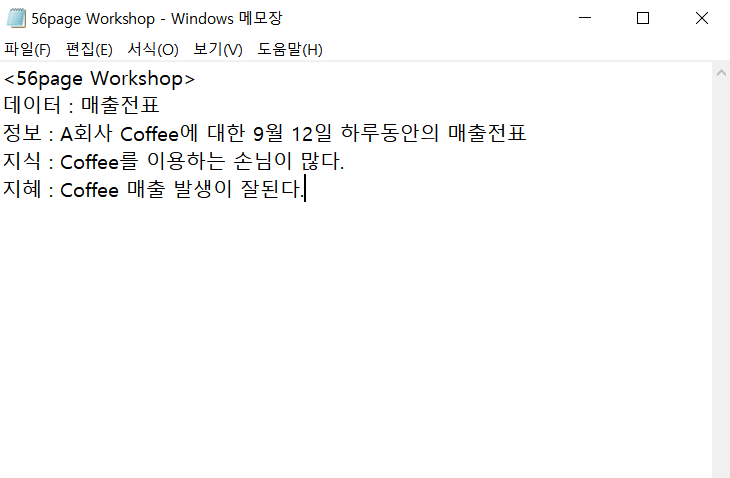 56page Workshop - Windows 메모장
파일(F) 편집(E) 서식(O) 보기(V) 도움말(H)
<56page Workshop>
데이터 : 매출전표
정보 : A회사 Coffee에 대한 9월 12일 하루동안의 매출전표
지식 : Coffee를 이용하는 손님이 많다.
지혜 : Coffee 매출 발생이 잘된다.